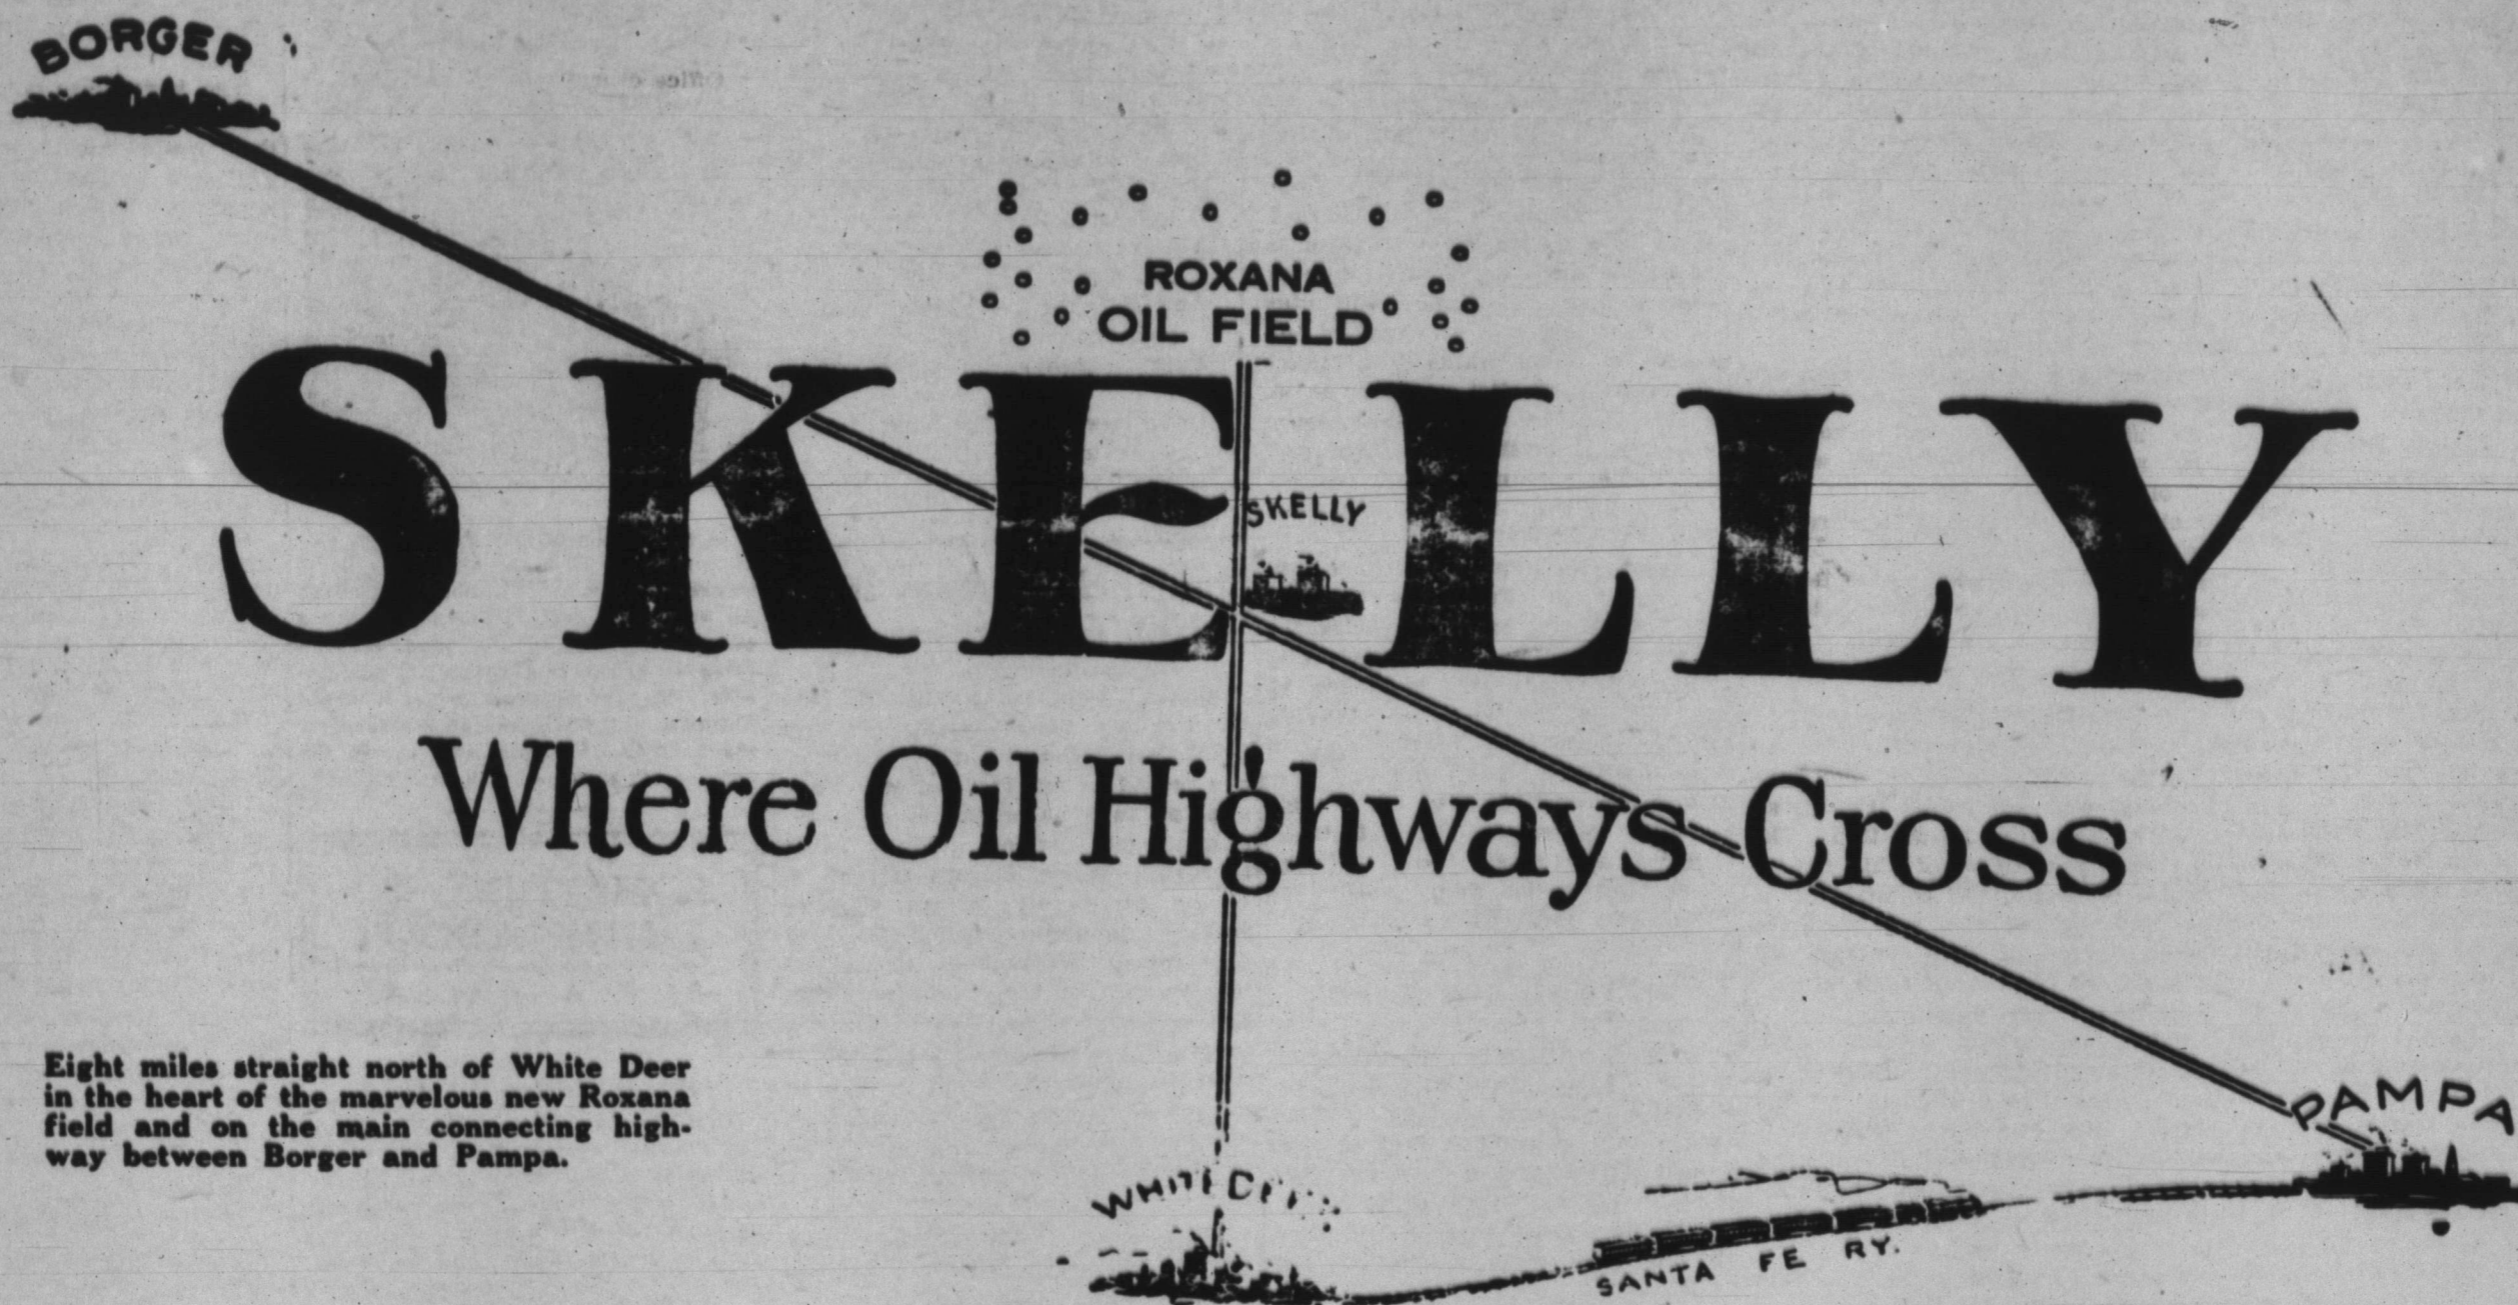 BORGER
ROXANA
OIL FIELD
SKELLY
SKELLY
Where Oil Highways Cross
Eight miles straight north of White Deer
in the heart of the marvelous new Roxana
field and on the main connecting high-
way between Borger and Pampa.
PAMPA
WHITE DEER
SANTA FE RY.